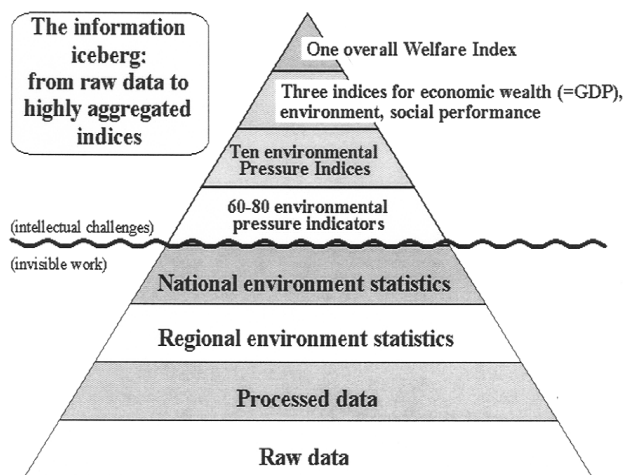 The information
iceberg:
from raw data to
highly aggregated
indices
One overall Welfare Index
Three indices for economic wealth (=GDP),
environment, social performance
Ten environmental
Pressure Indices
60-80 environmental
pressure indicators
(intellectual challenges)
(invisible work)
National environment statistics
Regional environment statistics
Processed data
Raw data